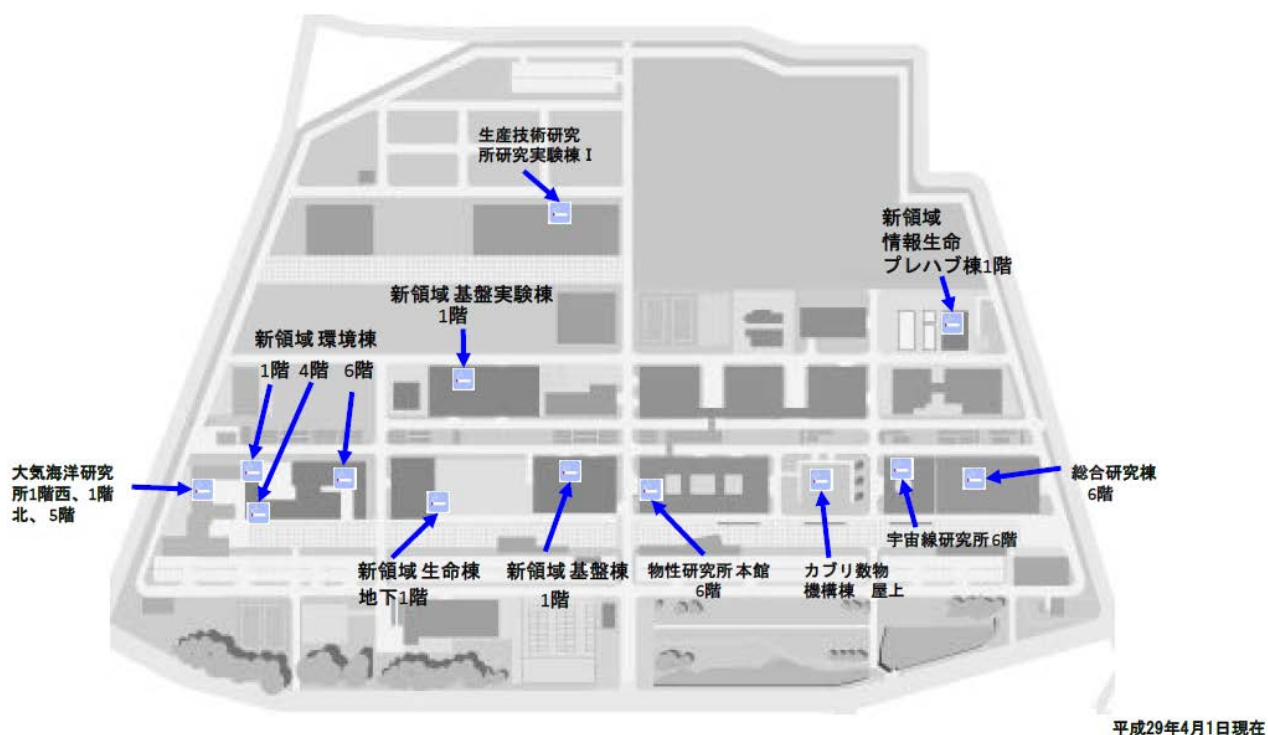 生産技術研究
所研究実験棟Ⅰ
新領域
情報生命
プレハブ棟1階
新領域 基盤実験棟
1階
新領域 環境棟
1階 4階 6階
大気海洋研究
所1階西、1階
北、5階
総合研究棟
6階
宇宙線研究所6階
新領域 生命棟
地下1階
新領域 基盤棟
1階
物性研究所 本館
6階
カブリ数物
機構棟 屋上
平成29年4月1日現在